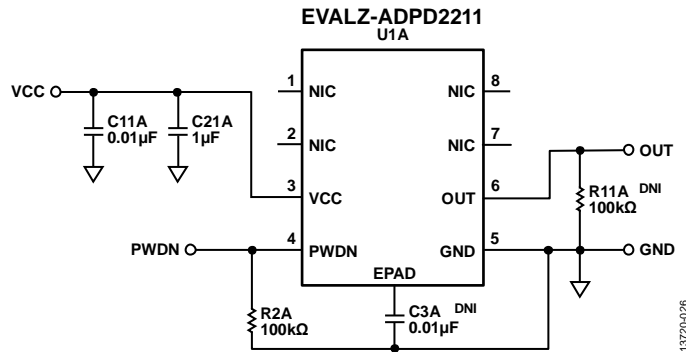 EVALZ-ADPD2211
U1A
VCC
C11A
0.01µF
C21A
1µF
1
NIC
2
NIC
3
VCC
4
PWDN
NIC
8
NIC
7
OUT
6
GND
5
EPAD
PWDN
R2A
100kΩ
C3A DNI
0.01µF
OUT
R11A DNI
100kΩ
GND
13720-026